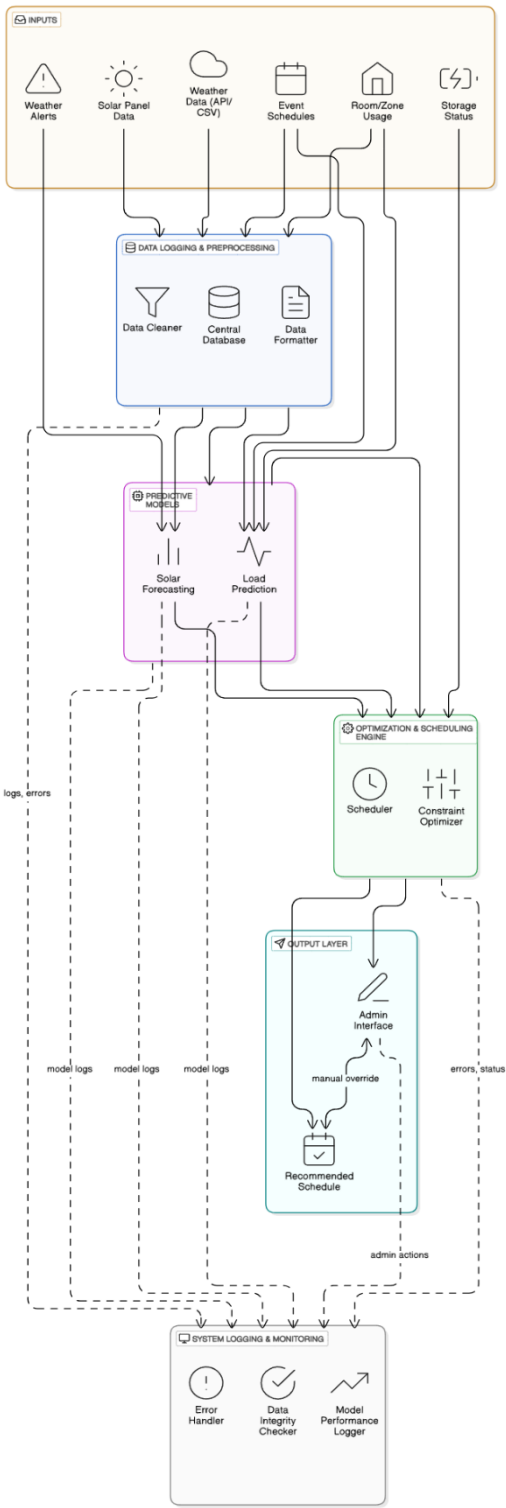 INPUTS
Weather
Alerts
Solar Panel
Data
Weather
Data (API/
CSV)
Event
Schedules
Room/Zone
Usage
Storage
Status
DATA LOGGING & PREPROCESSING
Data Cleaner
Central
Database
Data
Formatter
PREDICTIVE
MODELS
Solar
Forecasting
Load
Prediction
OPTIMIZATION & SCHEDULING
ENGINE
Scheduler
Constraint
Optimizer
logs, errors
OUTPUT LAYER
Admin
Interface
model logs
model logs
model logs
manual override
errors, status
Recommended
Schedule
admin actions
SYSTEM LOGGING & MONITORING
Error
Handler
Data
Integrity
Checker
Model
Performance
Logger